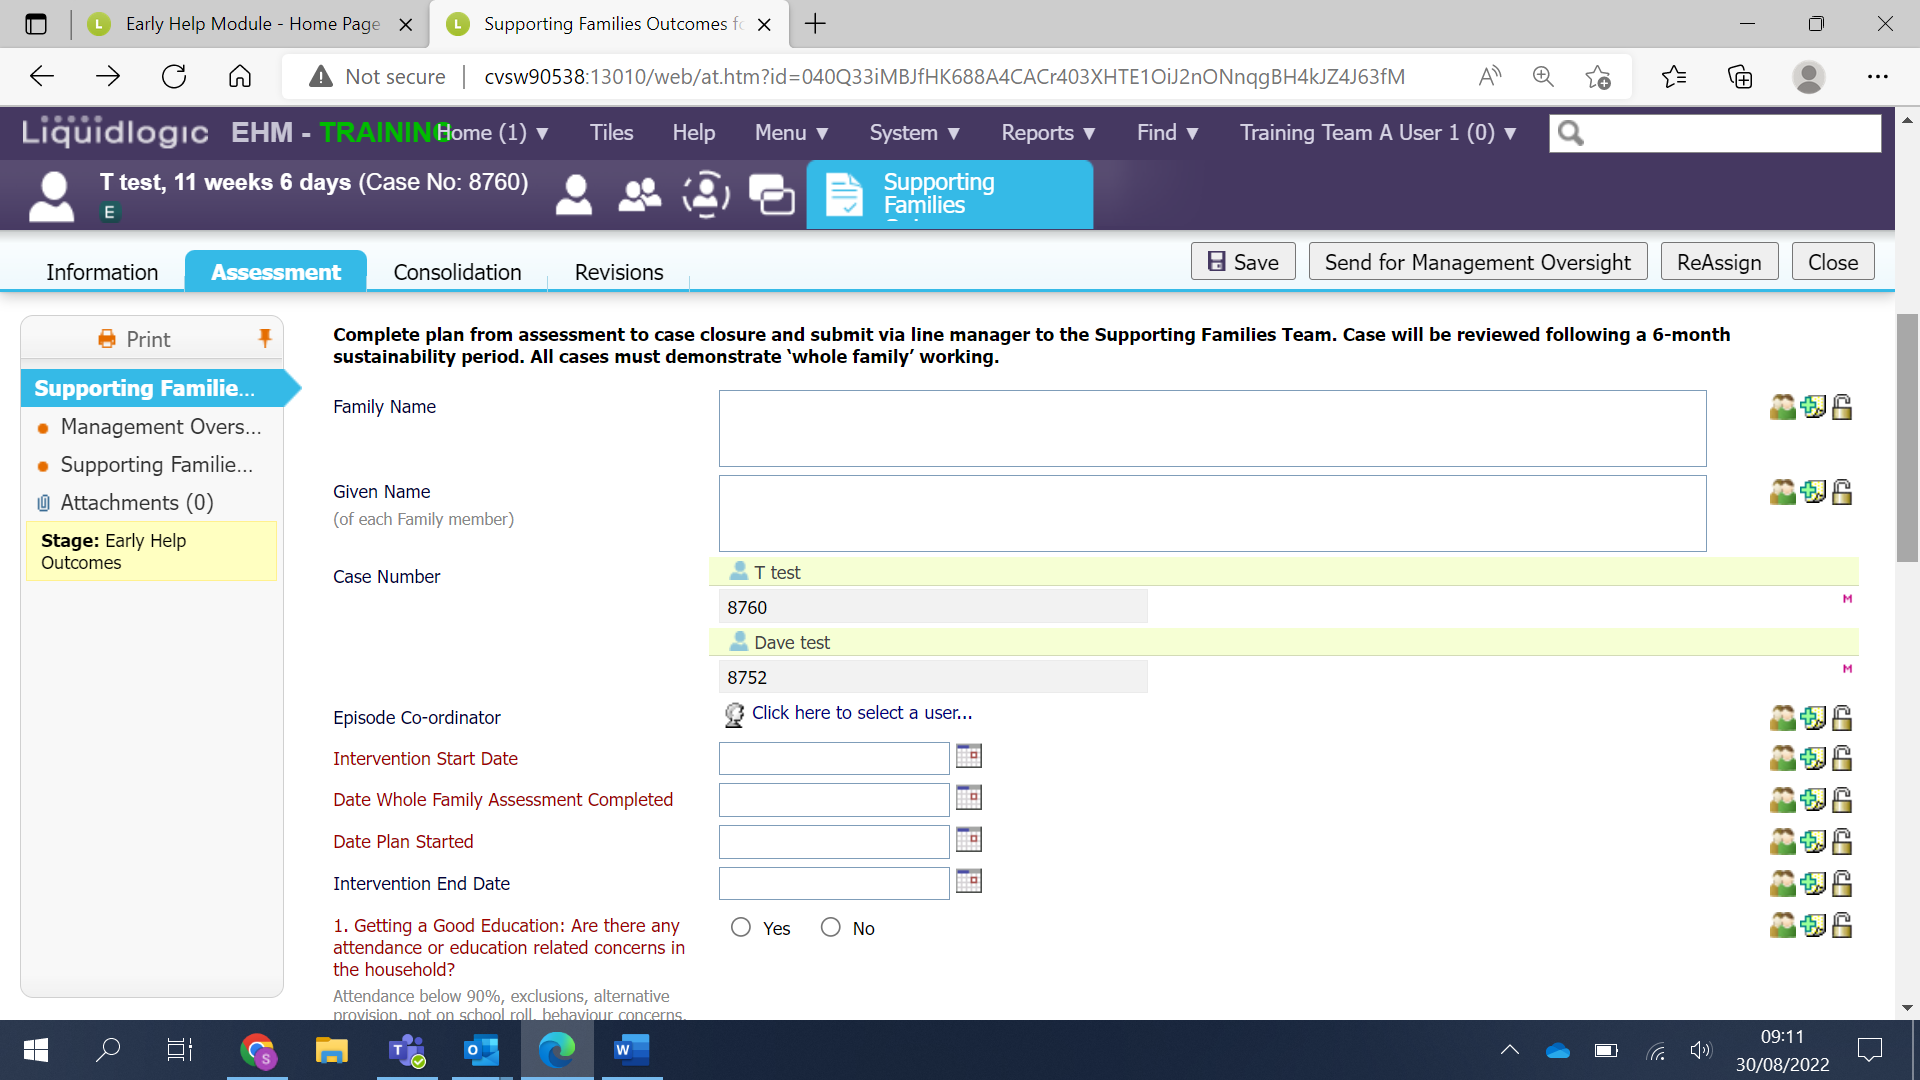 Early Help Module - Home Page
Supporting Families Outcomes fo
Not secure
cvsw90538:13010/web/at.htm?id=040Q33iMBJfHK688A4CACr403XHTE1OiJ2nONnqgBH4kJZ4J63fM
Liquidlogic EHM - TRAINING
Home (1) ▼ Tiles Help Menu ▼ System ▼ Reports ▼ Find ▼ Training Team A User 1 (0) ▼
T test, 11 weeks 6 days (Case No: 8760)
E
Supporting
Families
Information Assessment Consolidation Revisions
Save Send for Management Oversight ReAssign Close
Print
Supporting Familie...
Management Overs...
Supporting Familie...
Attachments (0)
Stage: Early Help
Outcomes
Complete plan from assessment to case closure and submit via line manager to the Supporting Families Team. Case will be reviewed following a 6-month
sustainability period. All cases must demonstrate ‘whole family’ working.
Family Name
Given Name
(of each Family member)
Case Number
T test
8760
M
Dave test
8752
M
Episode Co-ordinator
Click here to select a user...
Intervention Start Date
Date Whole Family Assessment Completed
Date Plan Started
Intervention End Date
1. Getting a Good Education: Are there any
attendance or education related concerns in
the household?
Yes No
Attendance below 90%, exclusions, alternative
provision, not on school roll, behaviour concerns,
09:11
30/08/2022